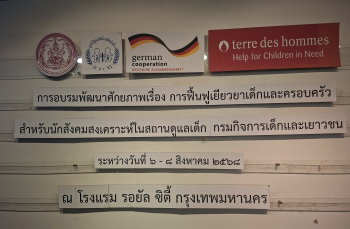 german
cooperation
DEUTSCHE ZUSAMMENARBEIT
terre des hommes
Help for Children in Need
การอบรมพัฒนาศักยภาพเรื่อง การฟื้นฟูเยียวยาเด็กและครอบครัว
สำหรับนักสังคมสงเคราะห์ในสถานดูแลเด็ก กรมกิจการเด็กและเยาวชน
ระหว่างวันที่ ๖ - ๘ สิงหาคม ๒๕๖๘
ณ โรงแรม รอยัล ซิตี้ กรุงเทพมหานคร